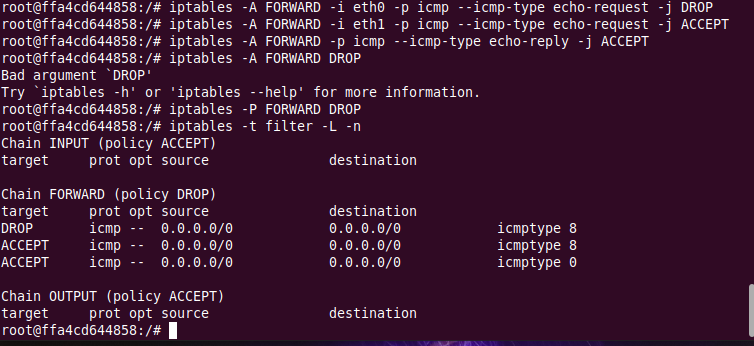 root@ffa4cd644858:/# iptables -A FORWARD -i eth0 -p icmp --icmp-type echo-request -j DROP
root@ffa4cd644858:/# iptables -A FORWARD -i eth1 -p icmp --icmp-type echo-request -j ACCEPT
root@ffa4cd644858:/# iptables -A FORWARD -p icmp --icmp-type echo-reply -j ACCEPT
root@ffa4cd644858:/# iptables -A FORWARD DROP
Bad argument `DROP'
Try `iptables -h' or 'iptables --help' for more information.
root@ffa4cd644858:/# iptables -P FORWARD DROP
root@ffa4cd644858:/# iptables -t filter -L -n
Chain INPUT (policy ACCEPT)
target     prot opt source               destination

Chain FORWARD (policy DROP)
target     prot opt source               destination
DROP       icmp --  0.0.0.0/0            0.0.0.0/0            icmptype 8
ACCEPT     icmp --  0.0.0.0/0            0.0.0.0/0            icmptype 8
ACCEPT     icmp --  0.0.0.0/0            0.0.0.0/0            icmptype 0

Chain OUTPUT (policy ACCEPT)
target     prot opt source               destination
root@ffa4cd644858:/#